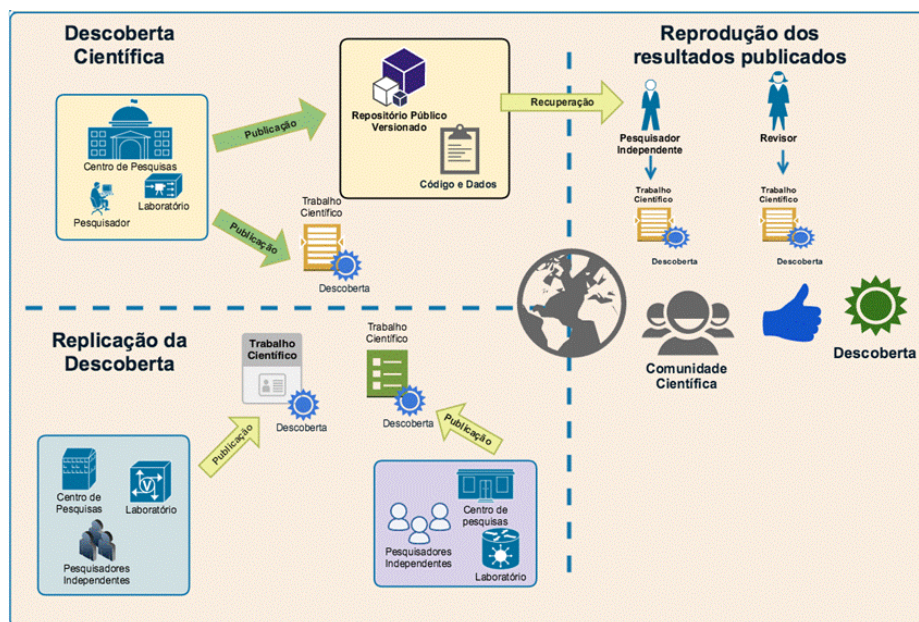 Descoberta
Científica
Centro de Pesquisas
Pesquisador
Laboratório
Publicação
Publicação
Repositório Público
Versionado
Código e Dados
Trabalho
Científico
Descoberta
Recuperação
Reprodução dos
resultados publicados
Pesquisador
Independente
Revisor
Trabalho
Científico
Descoberta
Trabalho
Científico
Descoberta
Comunidade
Científica
Descoberta
Replicação da
Descoberta
Trabalho
Científico
Descoberta
Trabalho
Científico
Descoberta
Publicação
Publicação
Centro de
Pesquisas
Laboratório
Pesquisadores
Independentes
Centro de
pesquisas
Pesquisadores
Independentes
Laboratório